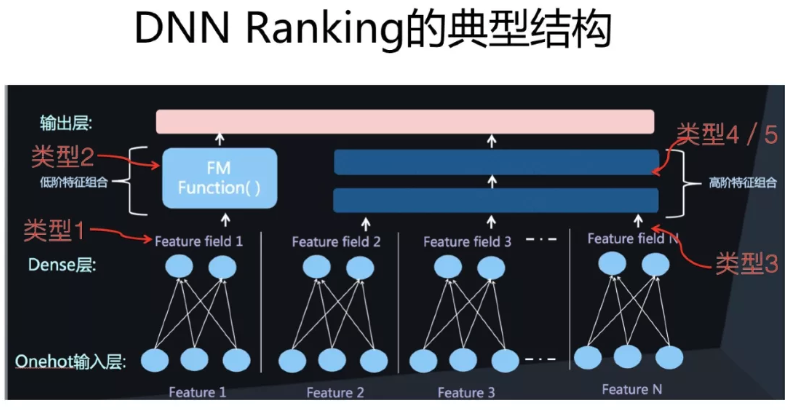 DNN Ranking的典型结构
输出层:
类型2
FM
Function( )
类型4 / 5
低阶特征组合
高阶特征组合
类型1
Feature field 1
Feature field 2
Feature field 3
Feature field N
类型3
Dense层:
Onehot输入层:
Feature 1
Feature 2
Feature 3
Feature N